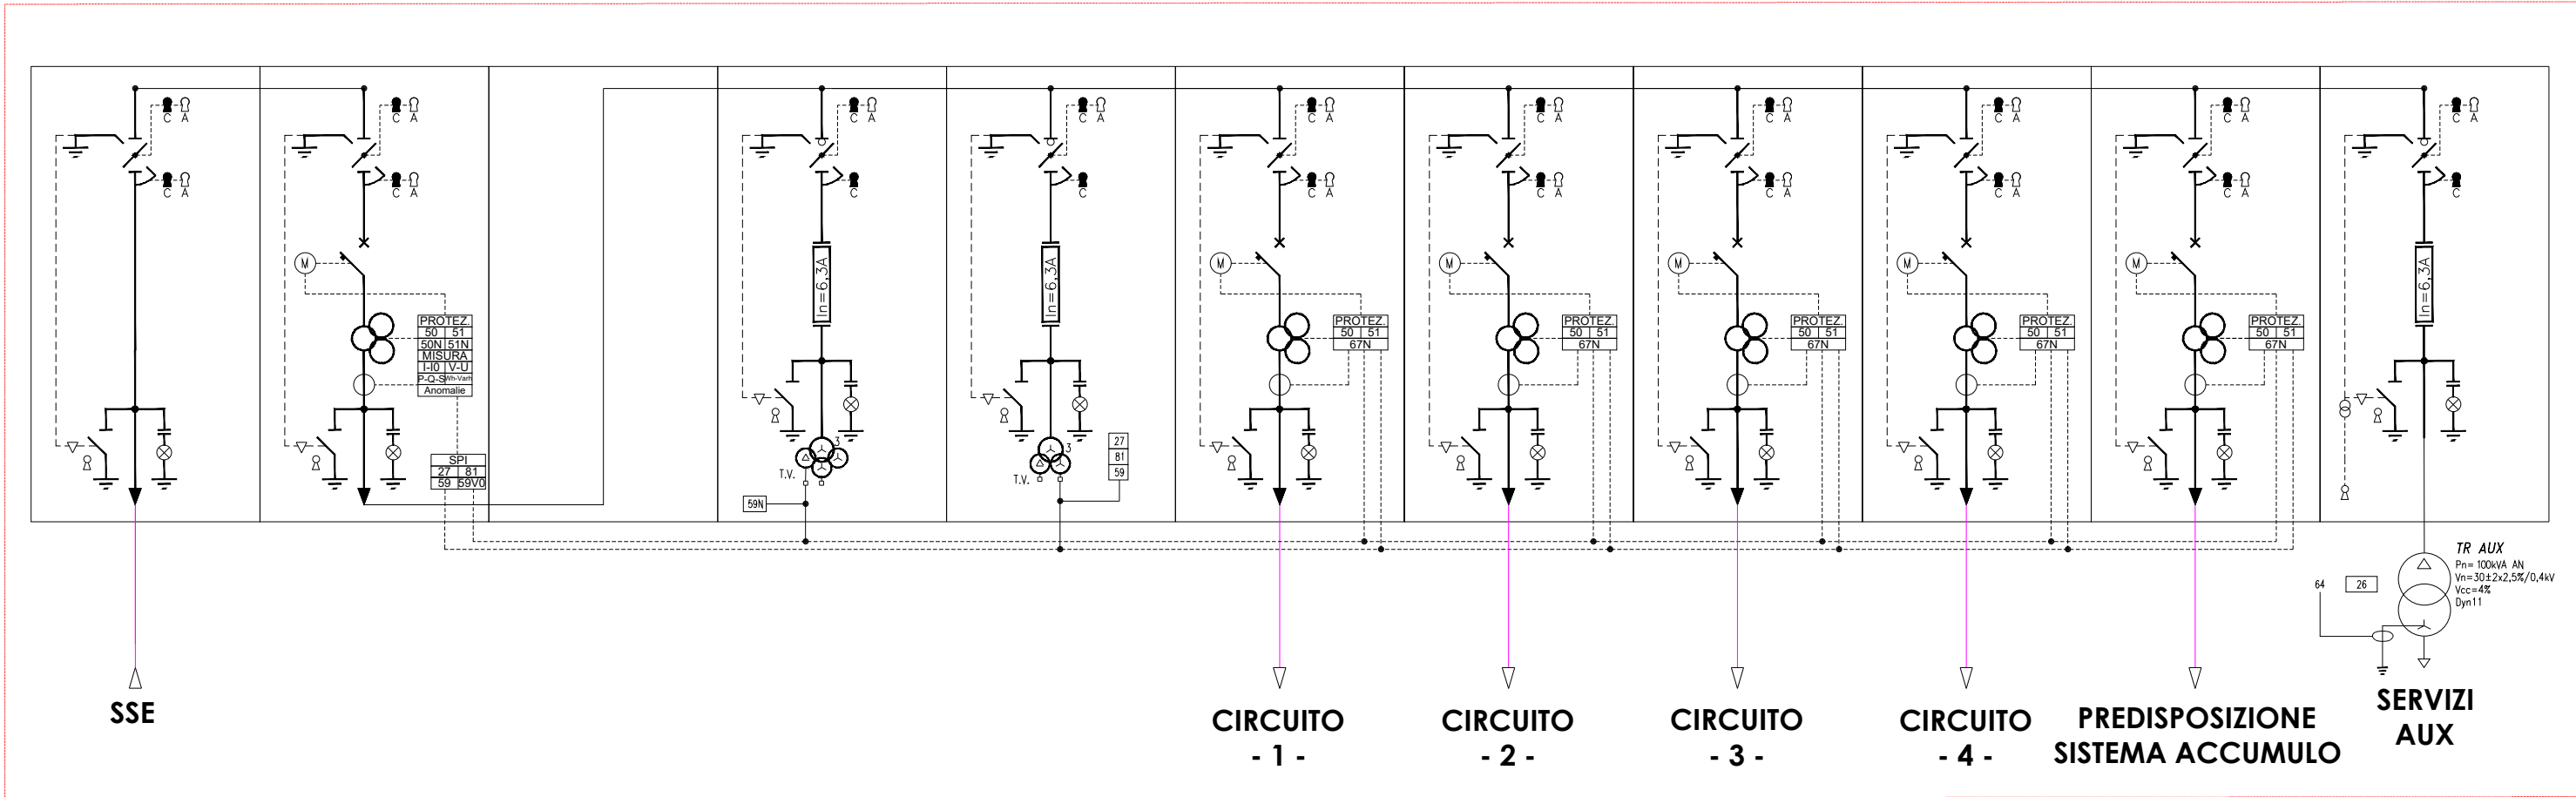 C A
C A
C A
C A
M
PROTEZ.
50 51
50N 51N
MISURA
I-I0 V-U
P-Q-S Wh-Varh
Anomalie
SPI
27 81
59 59V0
C A
C
In=6,3A
3
T.V.
59N
C A
C
In=6,3A
3
T.V.
27
81
59
C A
C A
M
PROTEZ.
50 51
67N
C A
C A
M
PROTEZ.
50 51
67N
C A
C A
M
PROTEZ.
50 51
67N
C A
C A
M
PROTEZ.
50 51
67N
C A
C A
M
PROTEZ.
50 51
67N
C A
C
In=6,3A
TR AUX
Pn= 100kVA AN
Vn=30±2x2,5%/0,4kV
Vcc=4%
Dyn11
64
26
SSE
CIRCUITO
- 1 -
CIRCUITO
- 2 -
CIRCUITO
- 3 -
CIRCUITO
- 4 -
PREDISPOSIZIONE
SISTEMA ACCUMULO
SERVIZI
AUX